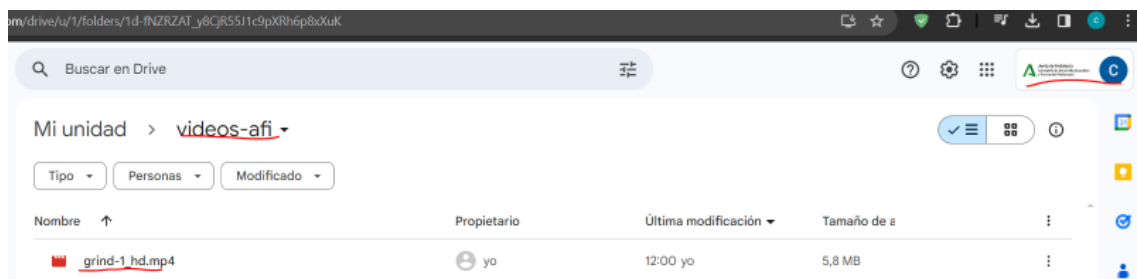 om/drive/u/1/folders/1d-fNZRZAT_y8CjR55J1c9pXRh6p8xXuK
Buscar en Drive
C
Mi unidad > videos-afi
Tipo Personas Modificado
Nombre Propietario Última modificación Tamaño de a
grind-1_hd.mp4 yo 12:00 yo 5,8 MB